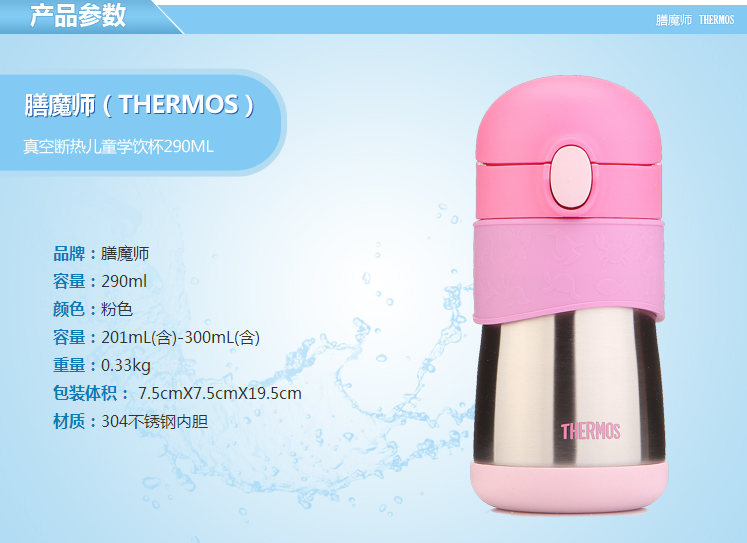 产品参数
膳魔师 THERMOS
膳魔师（THERMOS）
真空断热儿童学饮杯290ML
品牌：膳魔师
容量：290ml
颜色：粉色
容量：201mL(含)-300mL(含)
重量：0.33kg
包装体积： 7.5cmX7.5cmX19.5cm
材质：304不锈钢内胆
THERMOS